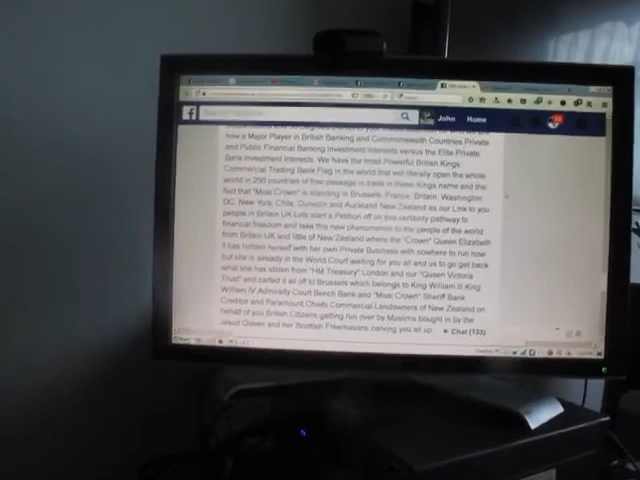 John Home
now a Major Player in British Banking and Commonwealth Countries Private
and Public Financial Banking Investment Interests versus the Elite Private
Bank Investment Interests. We have the most Powerful British Kings
Commercial Trading Bank Flag in the world that will literally open the whole
world in 250 countries of free passage in trade in these Kings name and the
fact that "Moai Crown" is standing in Brussels, France, Britain, Washington
DC, New York, Chile, and Auckland New Zealand as our Link to you
people in Britain UK Lets start a Petition off on this certainty pathway to
financial freedom and take this new phenomenon to the people of the world
from Britain UK and little of New Zealand where the "Crown" Queen Elizabeth
II has hidden herself with her own Private Business with nowhere to run now
but she is already in the World Court waiting for you all and us to go get back
what she has stolen from "HM Treasury" London and our "Queen Victoria
Trust" and carted it all off to Brussels which belongs to King William III King
William IV Admiralty Court Bench Bank and "Moai Crown" Sheriff Bank
Creditor and Paramount Chiefs Commercial Landowners of New Zealand on
behalf of you British Citizens getting run over by Muslims bought in by the
Jesuit Queen and her Scottish Freemasons carving you all up
Chat (133)